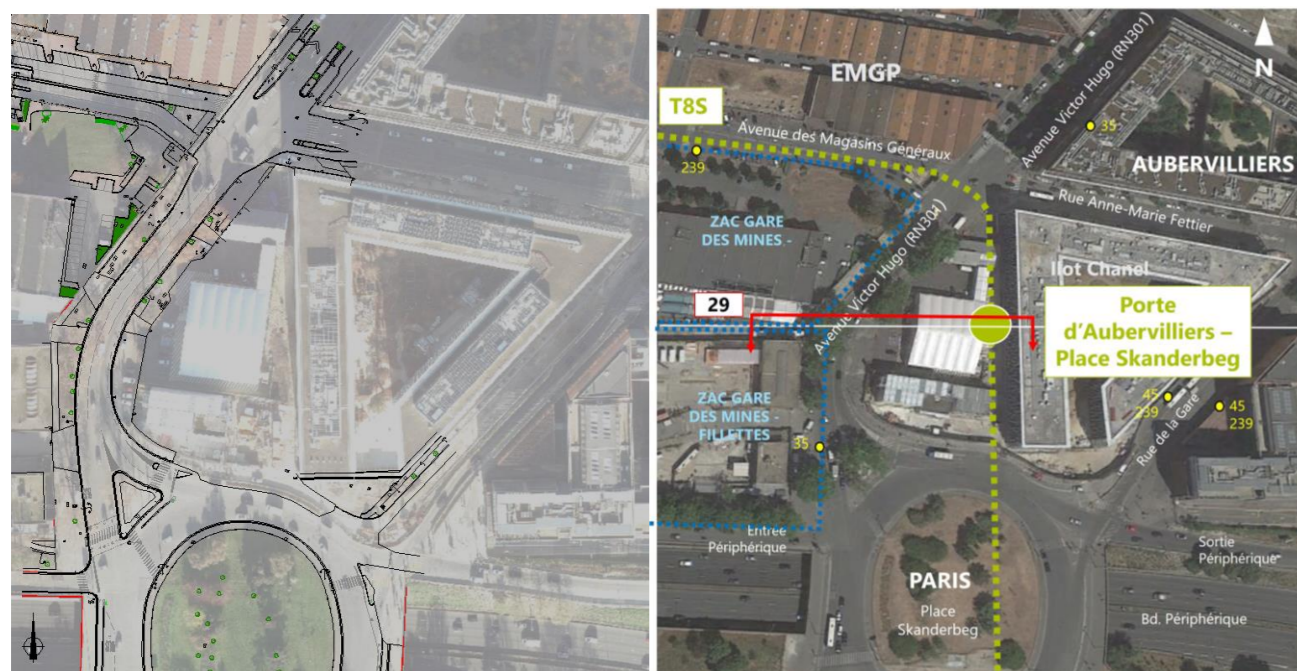 EMGP
Avenue Victor Hugo (RN301)
N
T8S
Avenue des Magasins Généraux
35
239
AUBERVILLIERS
Rue Anne-Marie Fettier
ZAC GARE
DES MINES -
Avenue Victor Hugo (RN301)
Ilot Chanel
29
Porte
d'Aubervilliers –
Place Skanderbeg
ZAC GARE
DES MINES -
FILLETTES
45
239
45
239
35
Rue de la Gare
Entrée
Périphérique
Sortie
Périphérique
PARIS
Place
Skanderbeg
Bd. Périphérique